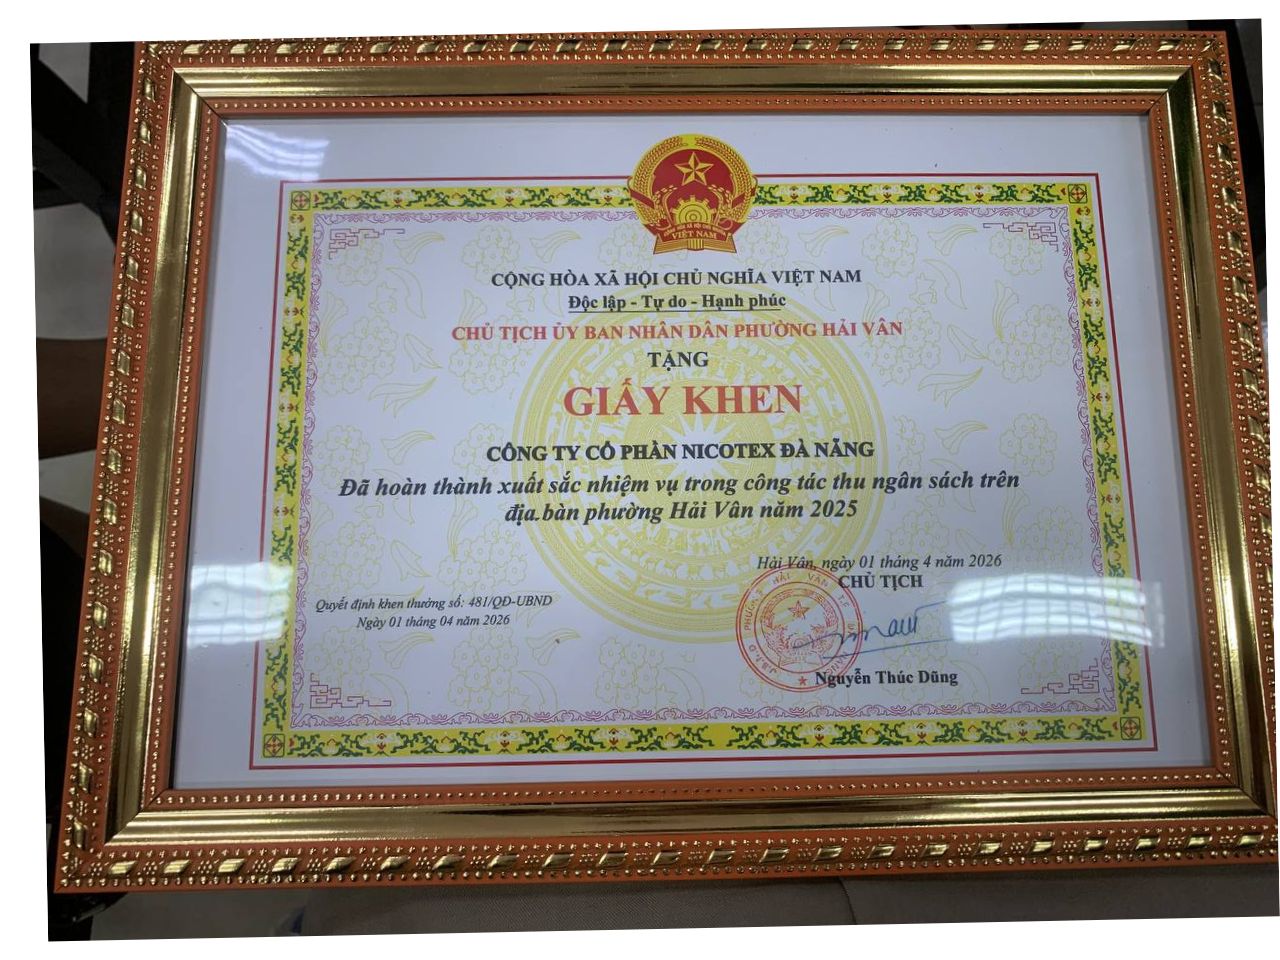 VIỆT NAM
CỘNG HÒA XÃ HỘI CHỦ NGHĨA VIỆT NAM
Độc lập - Tự do - Hạnh phúc
CHỦ TỊCH ỦY BAN NHÂN DÂN PHƯỜNG HẢI VÂN
TẶNG
GIẤY KHEN
CÔNG TY CỔ PHẦN NICOTEX ĐÀ NẴNG
Đã hoàn thành xuất sắc nhiệm vụ trong công tác thu ngân sách trên
địa bàn phường Hải Vân năm 2025
Hải Vân, ngày 01 tháng 4 năm 2026
CHỦ TỊCH
Quyết định khen thưởng số: 481/QĐ-UBND
Ngày 01 tháng 04 năm 2026
Nguyễn Thúc Dũng